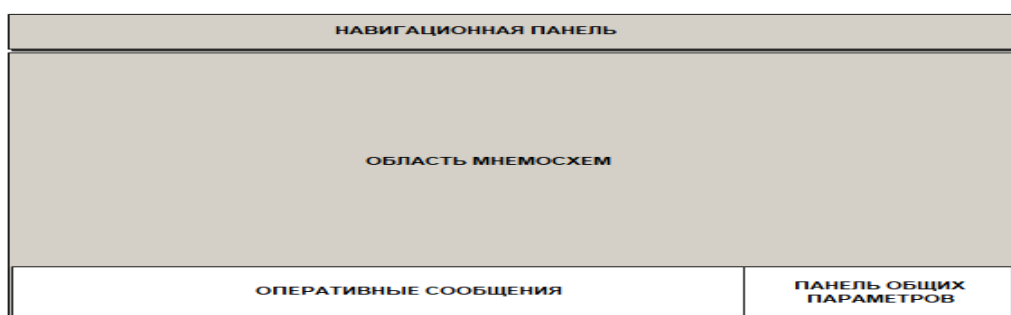 НАВИГАЦИОННАЯ ПАНЕЛЬ
ОБЛАСТЬ МНЕМОСХЕМ
ОПЕРАТИВНЫЕ СООБЩЕНИЯ
ПАНЕЛЬ ОБЩИХ
ПАРАМЕТРОВ